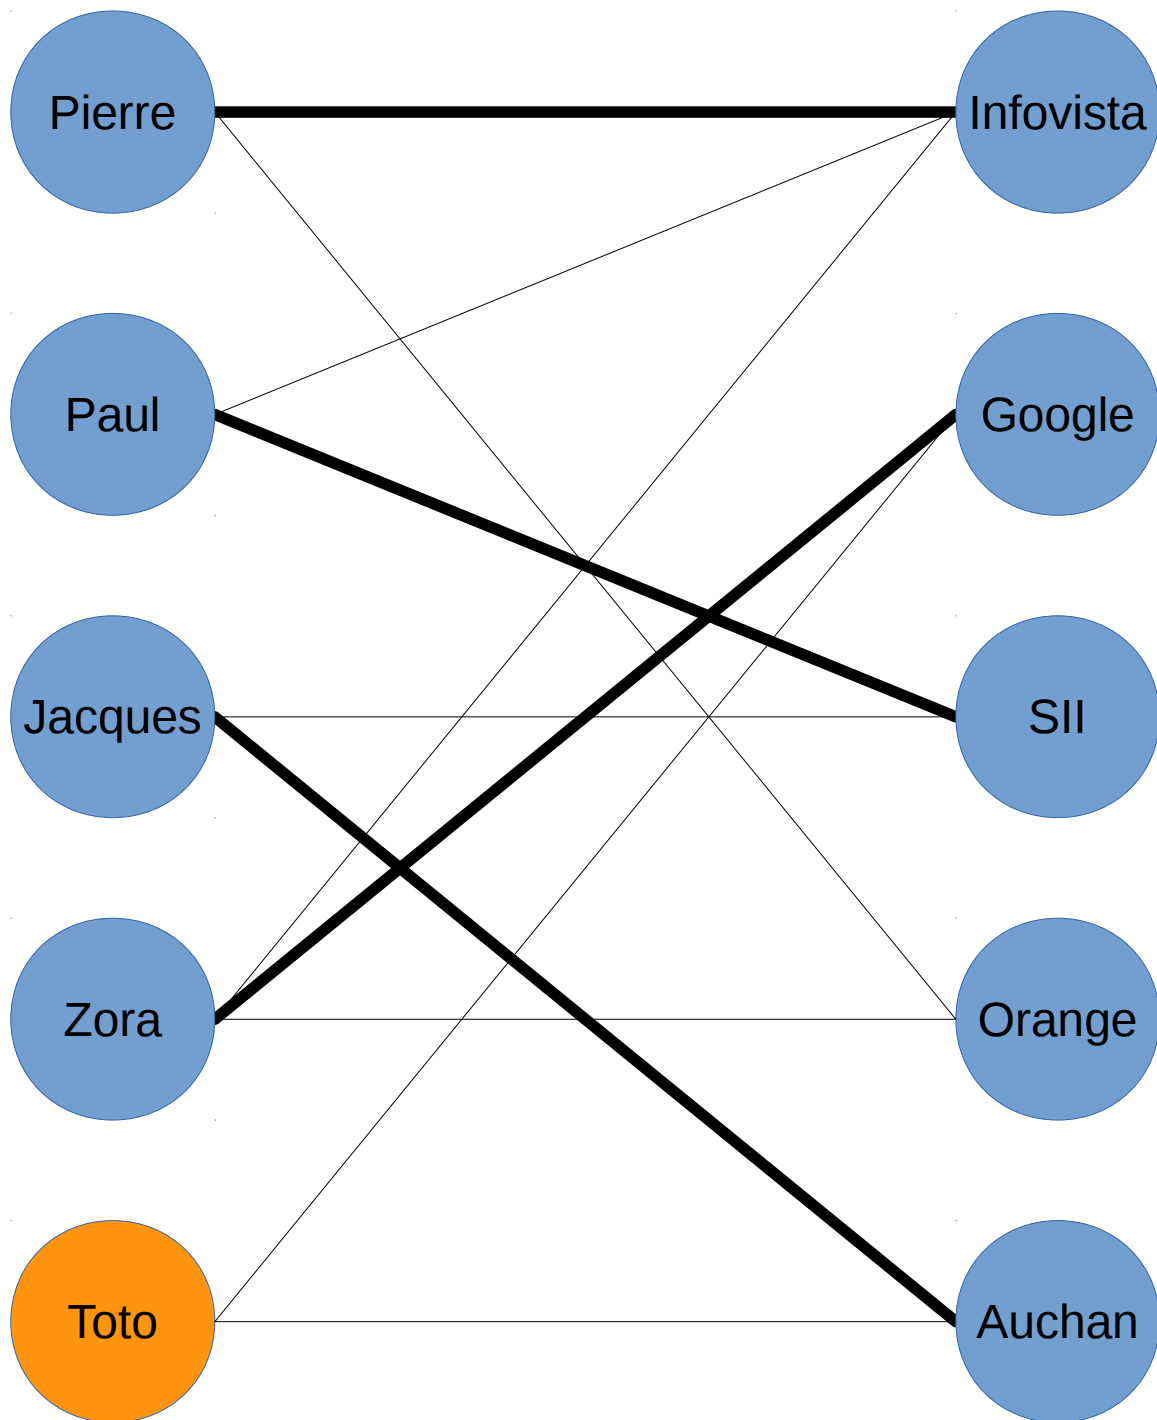 Pierre
Infovista
Paul
Google
Jacques
SII
Zora
Orange
Toto
Auchan